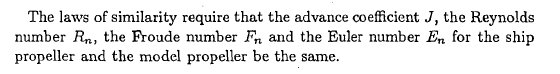 The laws of similarity require that the advance coefficient J, the Reynolds
number Rn, the Froude number Fn and the Euler number En for the ship
propeller and the model propeller be the same.